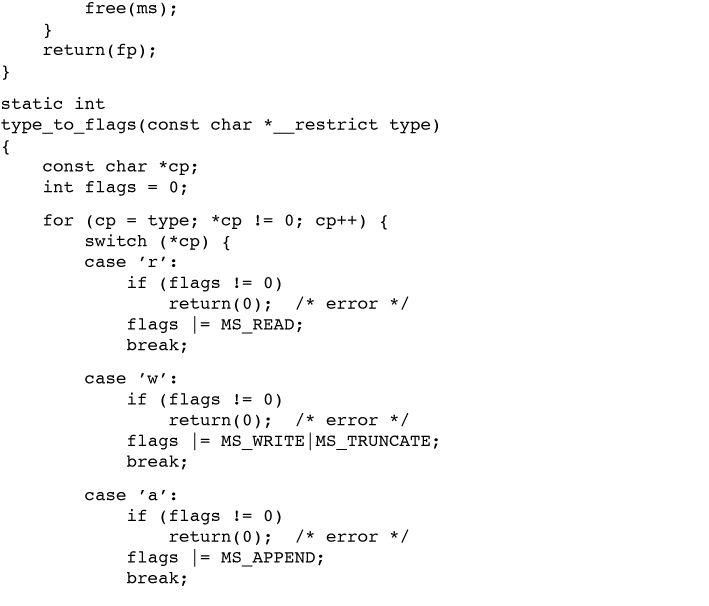 free(ms);
    }
    return(fp);
}
static int
type_to_flags(const char *__restrict type)
{
    const char *cp;
    int flags = 0;
    for (cp = type; *cp != 0; cp++) {
        switch (*cp) {
        case ’r’:
            if (flags != 0)
                return(0);  /* error */
            flags |= MS_READ;
            break;
        case ’w’:
            if (flags != 0)
                return(0);  /* error */
            flags |= MS_WRITE|MS_TRUNCATE;
            break;
        case ’a’:
            if (flags != 0)
                return(0);  /* error */
            flags |= MS_APPEND;
            break;